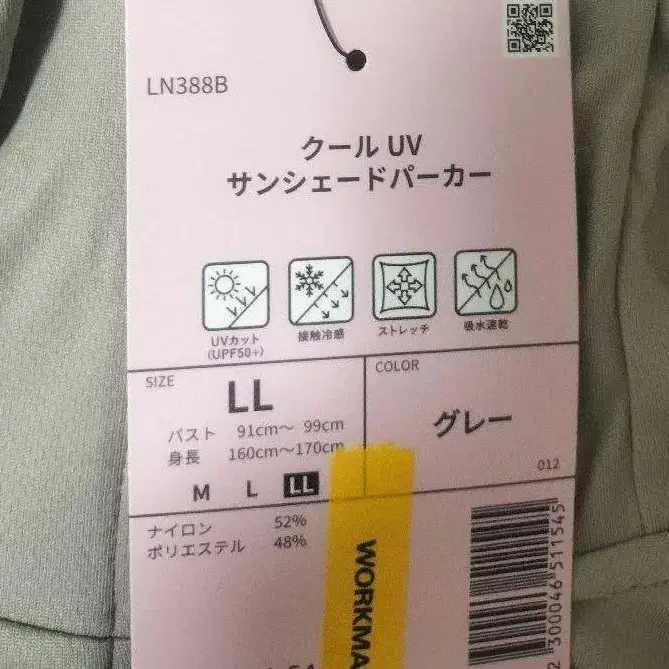 LN388B
クール UV
サンシェードパーカー
UVカット
(UPF50+)
接触冷感
ストレッチ
吸水速乾
SIZE
LL
バスト 91cm～ 99cm
身長 160cm～170cm
M L LL
COLOR
グレー
012
ナイロン 52%
ポリエステル 48%
WORKMA
2 300046 511545